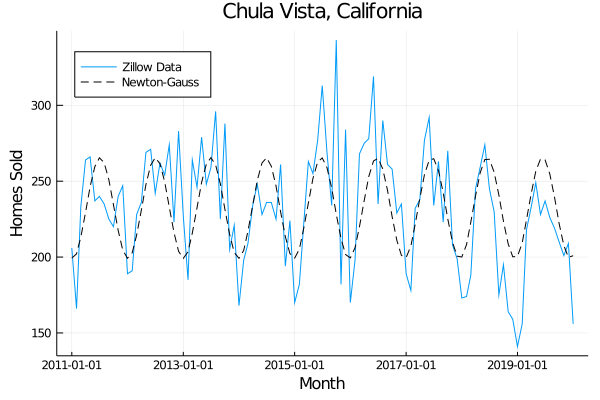 Chula Vista, California
Zillow Data
Newton-Gauss
Homes Sold
300
250
200
150
2011-01-01 2013-01-01 2015-01-01 2017-01-01 2019-01-01
Month